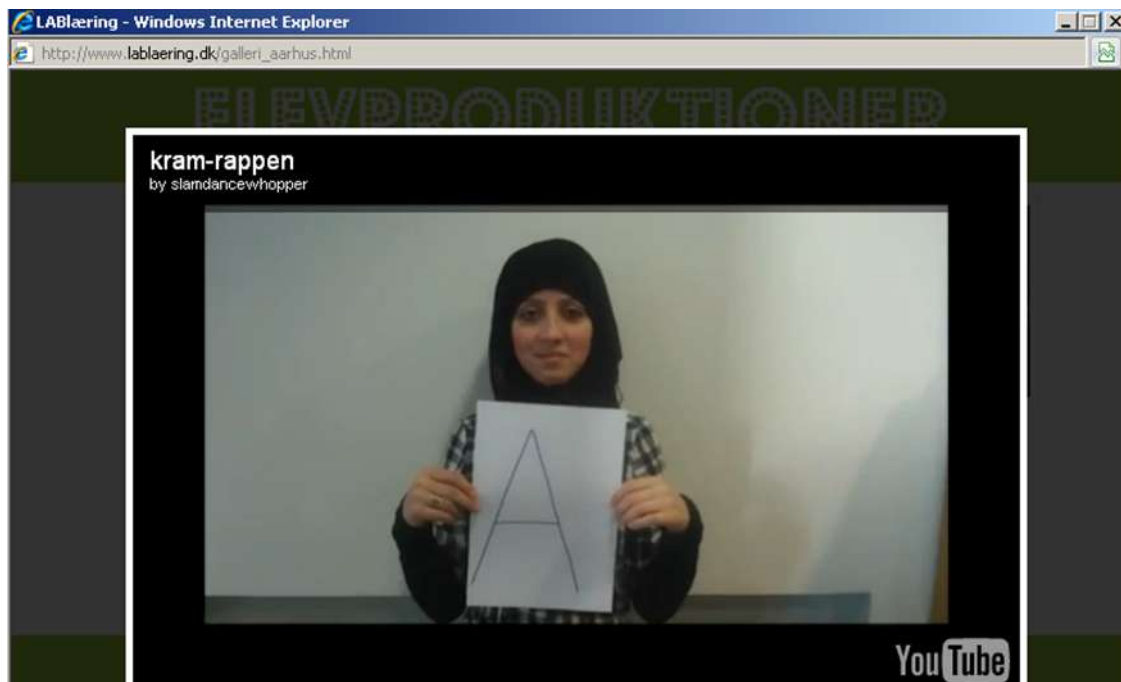 LABlæring - Windows Internet Explorer
http://www.lablaering.dk/galleri_aarhus.html
ELEVPRODUKTIONER
kram-rappen
by slamdancewhopper
A
YouTube